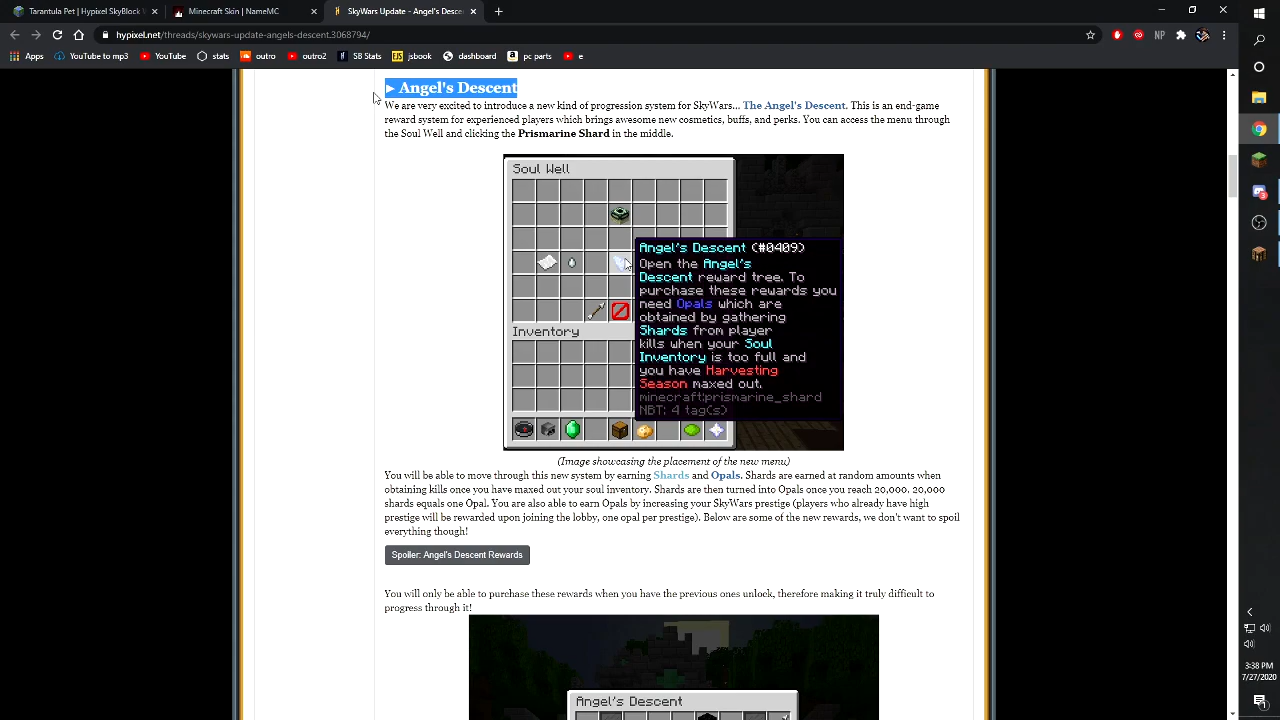 Tarantula Pet | Hypixel SkyBlock W
Minecraft Skin | NameMC
SkyWars Update - Angel's Descen
hypixel.net/threads/skywars-update-angels-descent.3068794/
Apps
YouTube to mp3
YouTube
stats
outro
outro2
SB Stats
jsbook
dashboard
pc parts
e
► Angel's Descent
We are very excited to introduce a new kind of progression system for SkyWars... The Angel's Descent. This is an end-game
reward system for experienced players which brings awesome new cosmetics, buffs, and perks. You can access the menu through
the Soul Well and clicking the Prismarine Shard in the middle.
Soul Well
Angel's Descent (#0409)
Open the Angel's
Descent reward tree. To
purchase these rewards you
need Opals which are
obtained by gathering
Shards from player
kills when your Soul
Inventory is too full and
you have Harvesting
Season maxed out.
minecraft:prismarine_shard
NBT: 4 tag(s)
Inventory
(Image showcasing the placement of the new menu)
You will be able to move through this new system by earning Shards and Opals. Shards are earned at random amounts when
obtaining kills once you have maxed out your soul inventory. Shards are then turned into Opals once you reach 20,000. 20,000
shards equals one Opal. You are also able to earn Opals by increasing your SkyWars prestige (players who already have high
prestige will be rewarded upon joining the lobby, one opal per prestige). Below are some of the new rewards, we don't want to spoil
everything though!
Spoiler: Angel's Descent Rewards
You will only be able to purchase these rewards when you have the previous ones unlock, therefore making it truly difficult to
progress through it!
Angel's Descent
NP
EJS
3:38 PM
7/27/2020